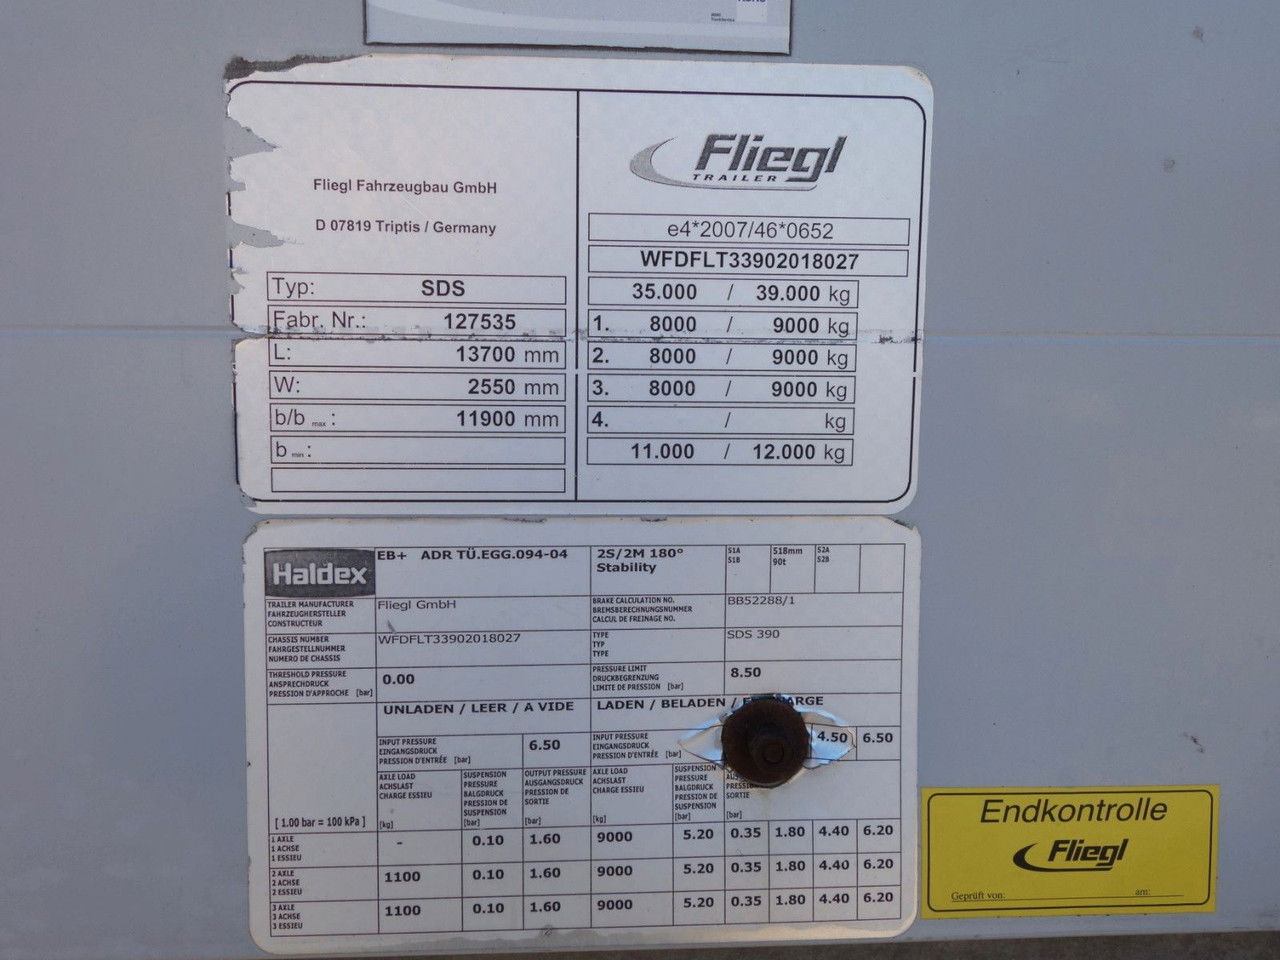 Fliegl Fahrzeugbau GmbH
D 07819 Triptis / Germany
Typ: SDS
Fabr. Nr.: 127535
L: 13700 mm
W: 2550 mm
b/b max : 11900 mm
b min :
Fliegl
TRAILER
e4*2007/46*0652
WFDFLT33902018027
35.000 / 39.000 kg
1. 8000 / 9000 kg
2. 8000 / 9000 kg
3. 8000 / 9000 kg
4. / kg
11.000 / 12.000 kg
Haldex EB+ ADR TÜ.EGG.094-04 2S/2M 180° Stability S1A S1B 518mm 90t S2A S2B
TRAILER MANUFACTURER
FAHRZEUGHERSTELLER
CONSTRUCTEUR
Fliegl GmbH
BRAKE CALCULATION NO.
BREMSBERECHNUNGSNUMMER
CALCUL DE FREINAGE NO.
BB52288/1
CHASSIS NUMBER
FAHRGESTELLNUMMER
NUMERO DE CHASSIS
WFDFLT33902018027
TYPE
TYP
TYPE
SDS 390
THRESHOLD PRESSURE
ANSPRECHDRUCK
PRESSION D'APPROCHE [bar]
0.00
PRESSURE LIMIT
DRUCKBEGRENZUNG
LIMITE DE PRESSION [bar]
8.50
UNLADEN / LEER / A VIDE
LADEN / BELADEN /
INPUT PRESSURE
EINGANGSDRUCK
PRESSION D'ENTRÉE [bar]
6.50
INPUT PRESSURE
EINGANGSDRUCK
PRESSION D'ENTRÉE [bar]
4.50 6.50
[ 1.00 bar = 100 kPa ]
AXLE LOAD
ACHSLAST
CHARGE ESSIEU
[kg]
SUSPENSION
PRESSURE
BALGDRUCK
PRESSION DE
SUSPENSION
[bar]
OUTPUT PRESSURE
AUSGANGSDRUCK
PRESSION DE
SORTIE
[bar]
AXLE LOAD
ACHSLAST
CHARGE ESSIEU
[kg]
SUSPENSION
PRESSURE
BALGDRUCK
PRESSION DE
SUSPENSION
[bar]
PRESSION DE
SORTIE
[bar]
1 AXLE
1 ACHSE
1 ESSIEU
- 0.10 1.60 9000 5.20 0.35 1.80 4.40 6.20
2 AXLE
2 ACHSE
2 ESSIEU
1100 0.10 1.60 9000 5.20 0.35 1.80 4.40 6.20
3 AXLE
3 ACHSE
3 ESSIEU
1100 0.10 1.60 9000 5.20 0.35 1.80 4.40 6.20
Endkontrolle
Fliegl
Geprüft von: am: